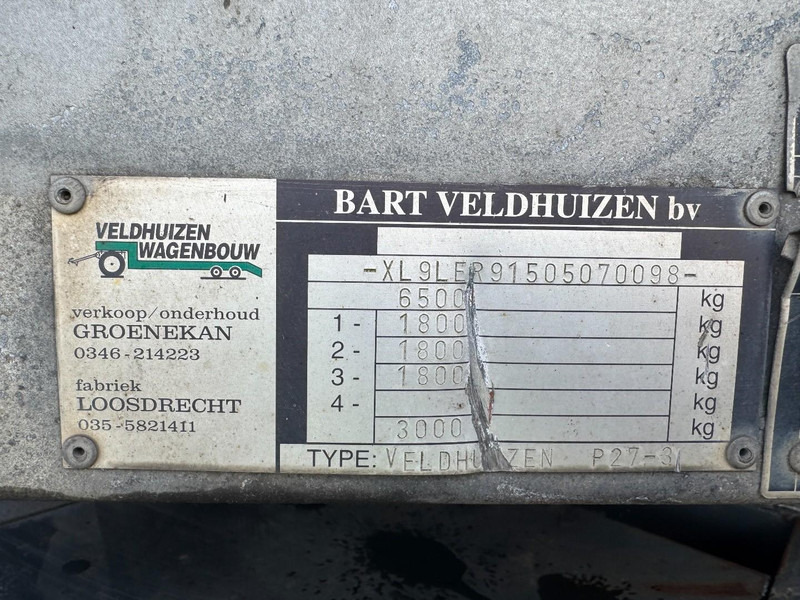 VELDHUIZEN
WAGENBOUW
verkoop/onderhoud
GROENEKAN
0346-214223
fabriek
LOOSDRECHT
035-5821411
BART VELDHUIZEN bv
-XL9LER91505070098-
6500 kg
1- 1800 kg
2- 1800 kg
3- 1800 kg
4- kg
3000 kg
TYPE: VELDHUIZEN P27-3